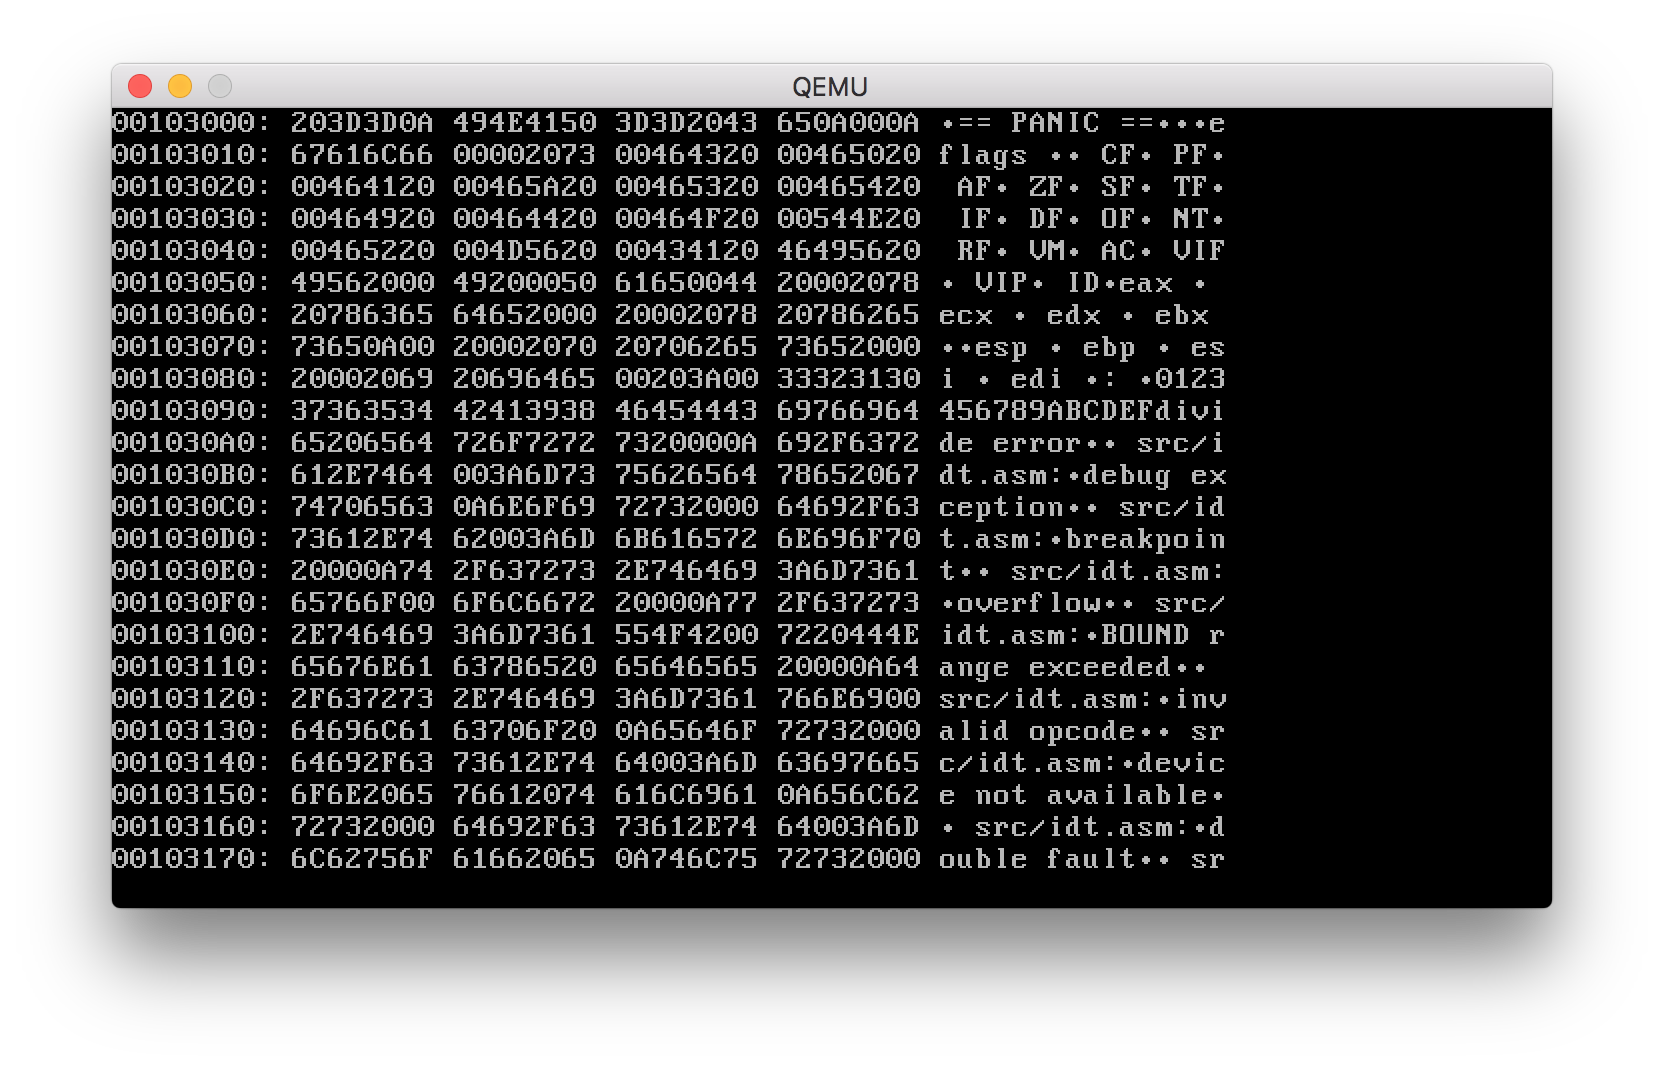 QEMU
00103000: 203D3D0A 494E4150 3D3D2043 650A000A •== PANIC ==•••e
00103010: 67616C66 00002073 00464320 00465020 flags •• CF• PF•
00103020: 00464120 00465A20 00465320 00465420  AF• ZF• SF• TF•
00103030: 00464920 00464420 00464F20 00544E20  IF• DF• OF• NT•
00103040: 00465220 004D5620 00434120 46495620  RF• VM• AC• VIF
00103050: 49562000 49200050 61650044 20002078 • VIP• ID•eax •
00103060: 20786365 64652000 20002078 20786265 ecx • edx • ebx
00103070: 73650A00 20002070 20706265 73652000 ••esp • ebp • es
00103080: 20002069 20696465 00203A00 33323130 i • edi •: •0123
00103090: 37363534 42413938 46454443 69766964 456789ABCDEFdivi
001030A0: 65206564 726F7272 7320000A 692F6372 de error•• src/i
001030B0: 612E7464 003A6D73 75626564 78652067 dt.asm:•debug ex
001030C0: 74706563 0A6E6F69 72732000 64692F63 ception•• src/id
001030D0: 73612E74 62003A6D 6B616572 6E696F70 t.asm:•breakpoin
001030E0: 20000A74 2F637273 2E746469 3A6D7361 t•• src/idt.asm:
001030F0: 65766F00 6F6C6672 20000A77 2F637273 •overflow•• src/
00103100: 2E746469 3A6D7361 554F4200 7220444E idt.asm:•BOUND r
00103110: 65676E61 63786520 65646565 20000A64 ange exceeded••
00103120: 2F637273 2E746469 3A6D7361 766E6900 src/idt.asm:•inv
00103130: 64696C61 63706F20 0A65646F 72732000 alid opcode•• sr
00103140: 64692F63 73612E74 64003A6D 63697665 c/idt.asm:•devic
00103150: 6F6E2065 76612074 616C6961 0A656C62 e not available•
00103160: 72732000 64692F63 73612E74 64003A6D • src/idt.asm:•d
00103170: 6C62756F 61662065 0A746C75 72732000 ouble fault•• sr